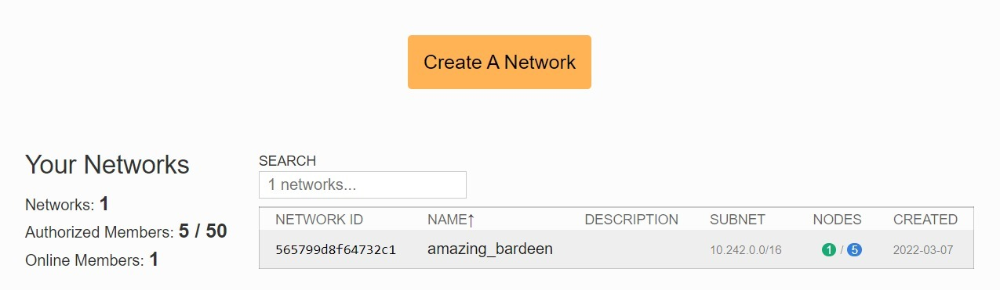 Create A Network
Your Networks
Networks: 1
Authorized Members: 5 / 50
Online Members: 1
SEARCH
1 networks...
NETWORK ID NAME↑ DESCRIPTION SUBNET NODES CREATED
565799d8f64732c1 amazing_bardeen 10.242.0.0/16 1 / 5 2022-03-07